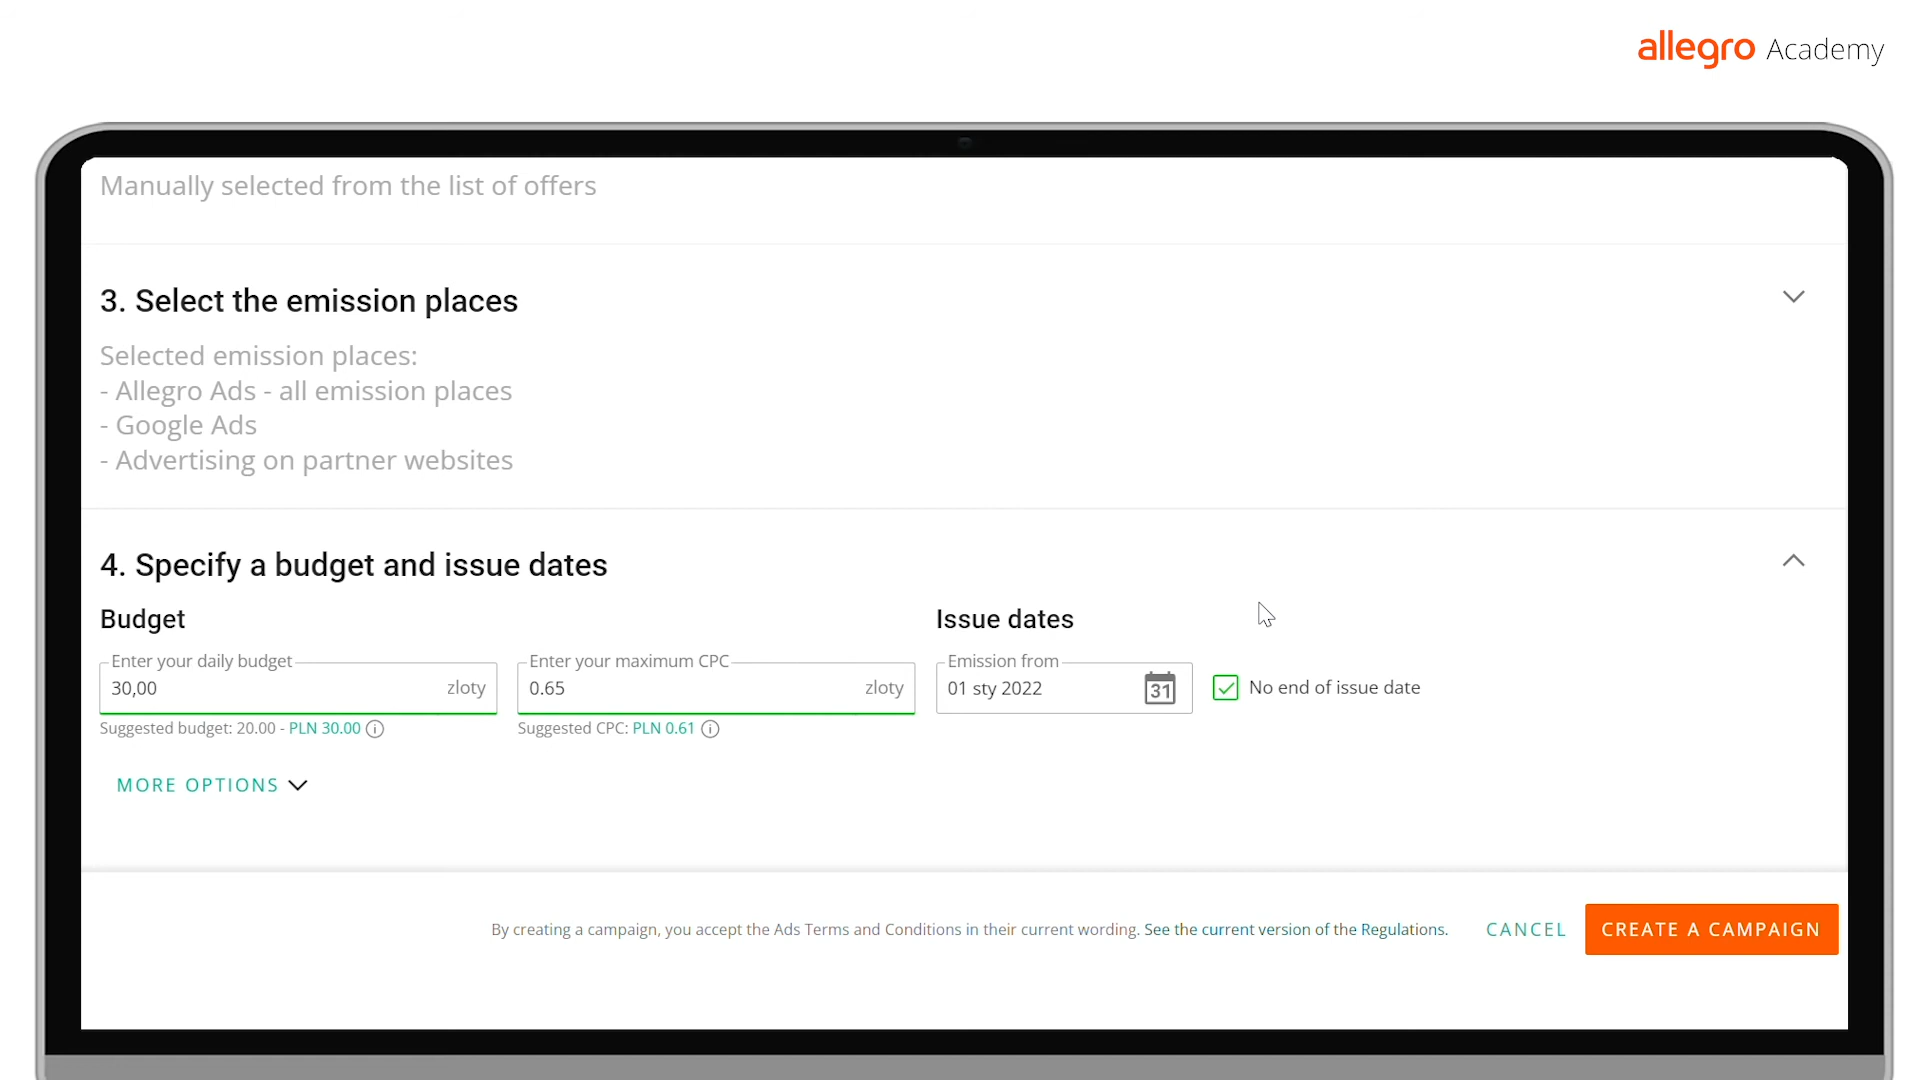 allegro Academy
Manually selected from the list of offers
3. Select the emission places
Selected emission places:
- Allegro Ads - all emission places
- Google Ads
- Advertising on partner websites
4. Specify a budget and issue dates
Budget
Issue dates
Enter your daily budget
30,00 zloty
Suggested budget: 20.00 - PLN 30.00
Enter your maximum CPC
0.65 zloty
Suggested CPC: PLN 0.61
Emission from
01 sty 2022
31
No end of issue date
MORE OPTIONS
By creating a campaign, you accept the Ads Terms and Conditions in their current wording. See the current version of the Regulations.
CANCEL
CREATE A CAMPAIGN